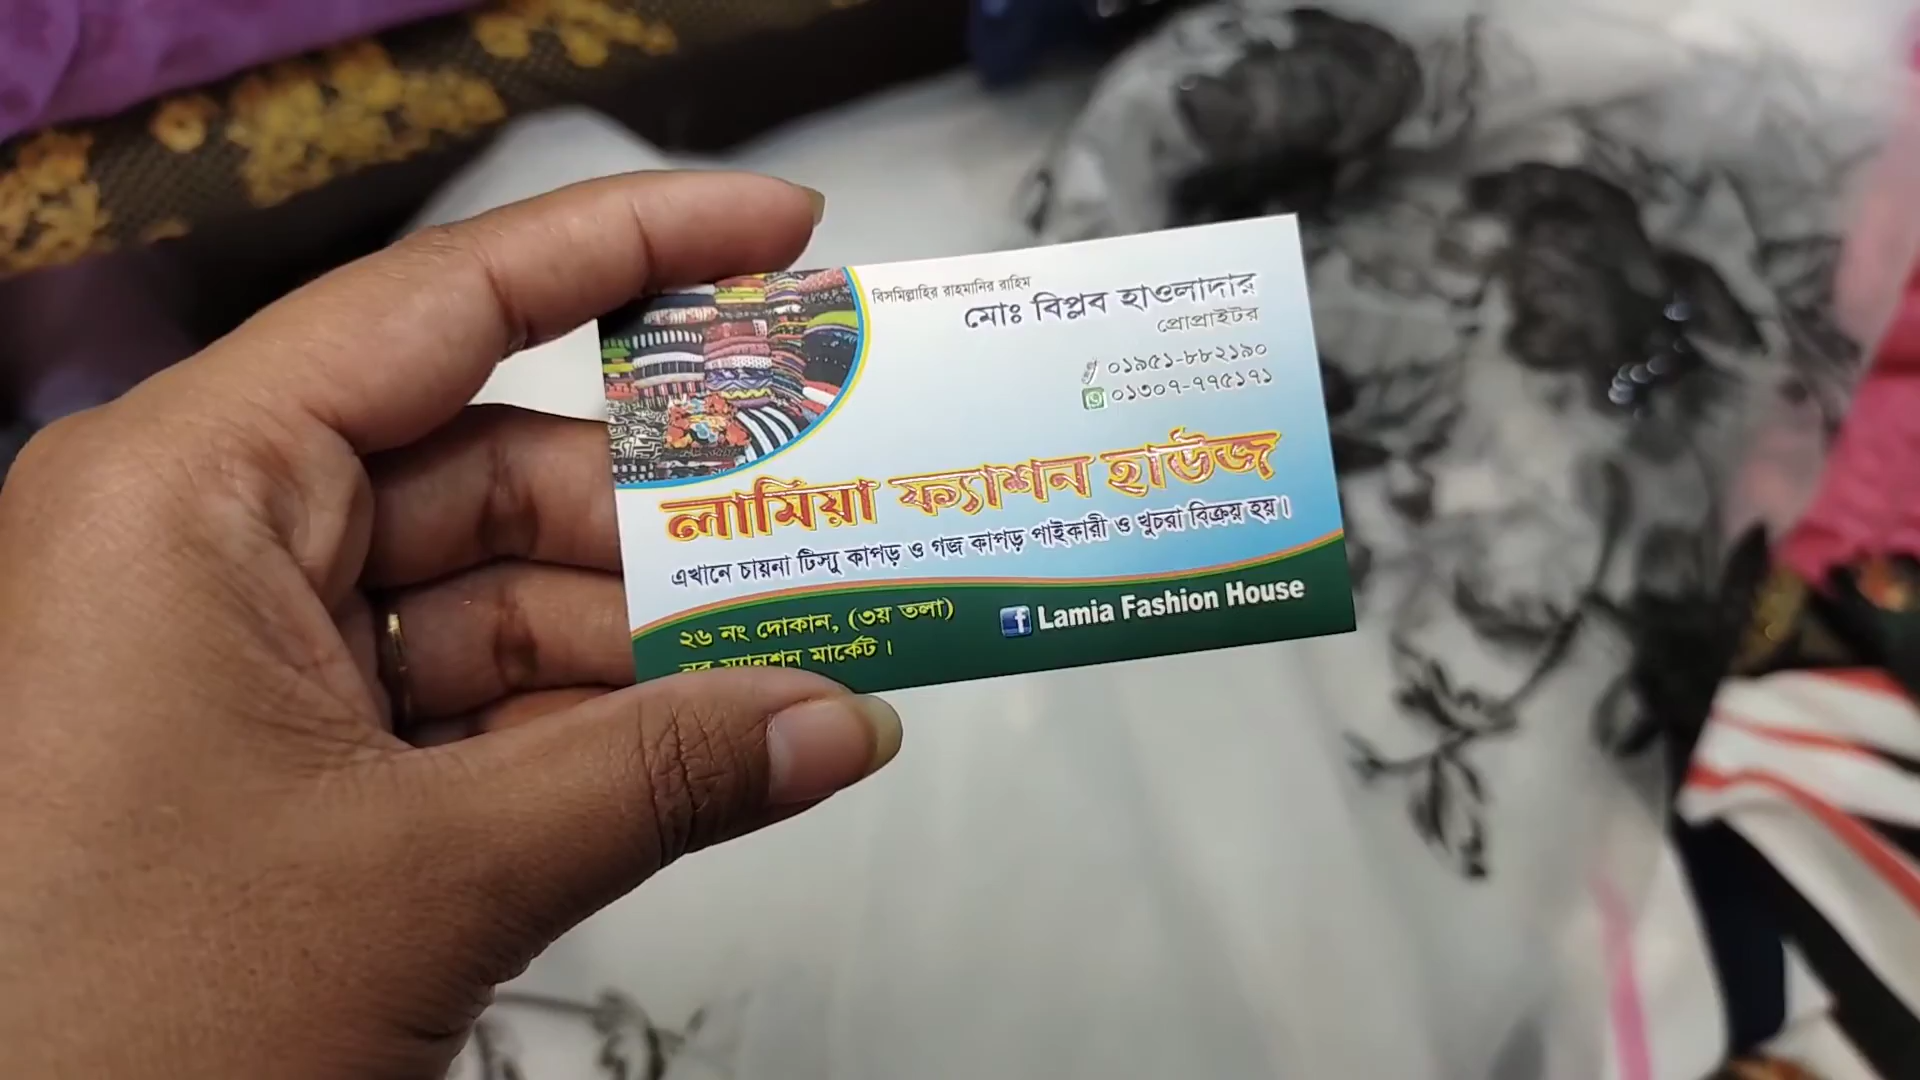 বিসমিল্লাহির রাহমানির রাহিম
মোঃ বিপ্লব হাওলাদার
প্রোপ্রাইটর
০১৯৫১-৮৮২১৯০
০১৩০৭-৭৭৫১৭১
লামিয়া ফ্যাশন হাউজ
এখানে চায়না টিস্যু কাপড় ও গজ কাপড় পাইকারী ও খুচরা বিক্রয় হয়।
২৬ নং দোকান, (৩য় তলা)
নূর ম্যানশন মার্কেট।
Lamia Fashion House